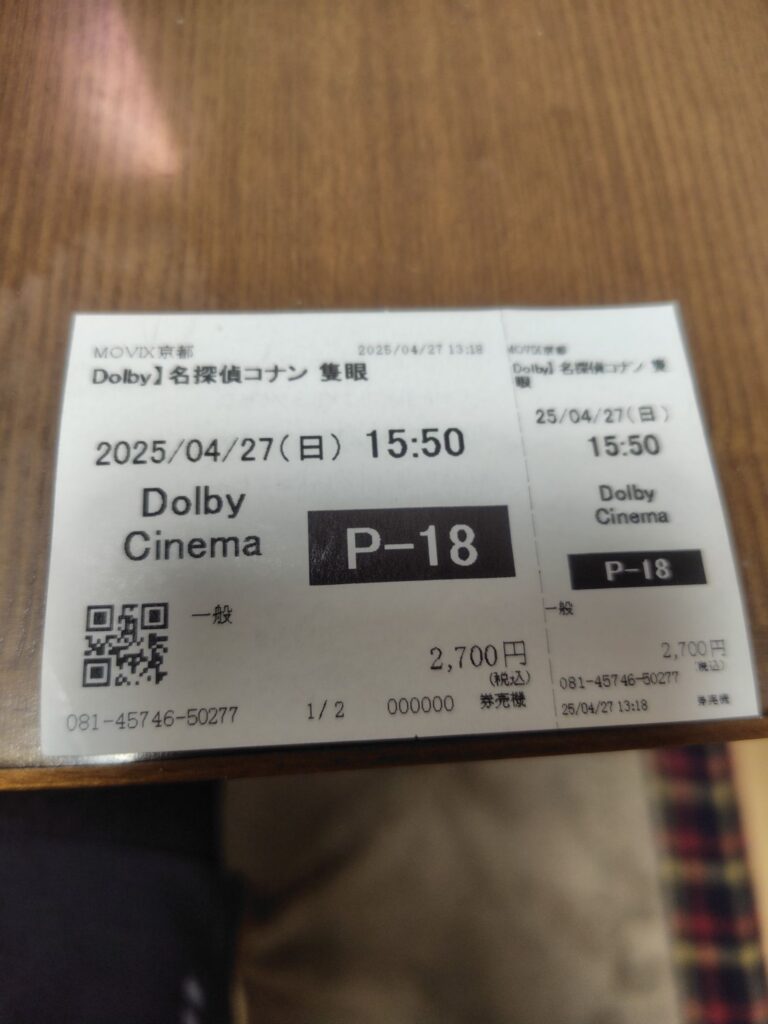 MOVIX京都 2025/04/27 13:18
Dolby】名探偵コナン 隻眼
2025/04/27(日) 15:50
Dolby
Cinema
P-18
一般
2,700円
(税込)
081-45746-50277 1/2 000000 券売機
MOVIX京都
Dolby】名探偵コナン 隻
眼
25/04/27(日)
15:50
Dolby
Cinema
P-18
一般
2,700円
(税込)
081-45746-50277
25/04/27 13:18 券売機